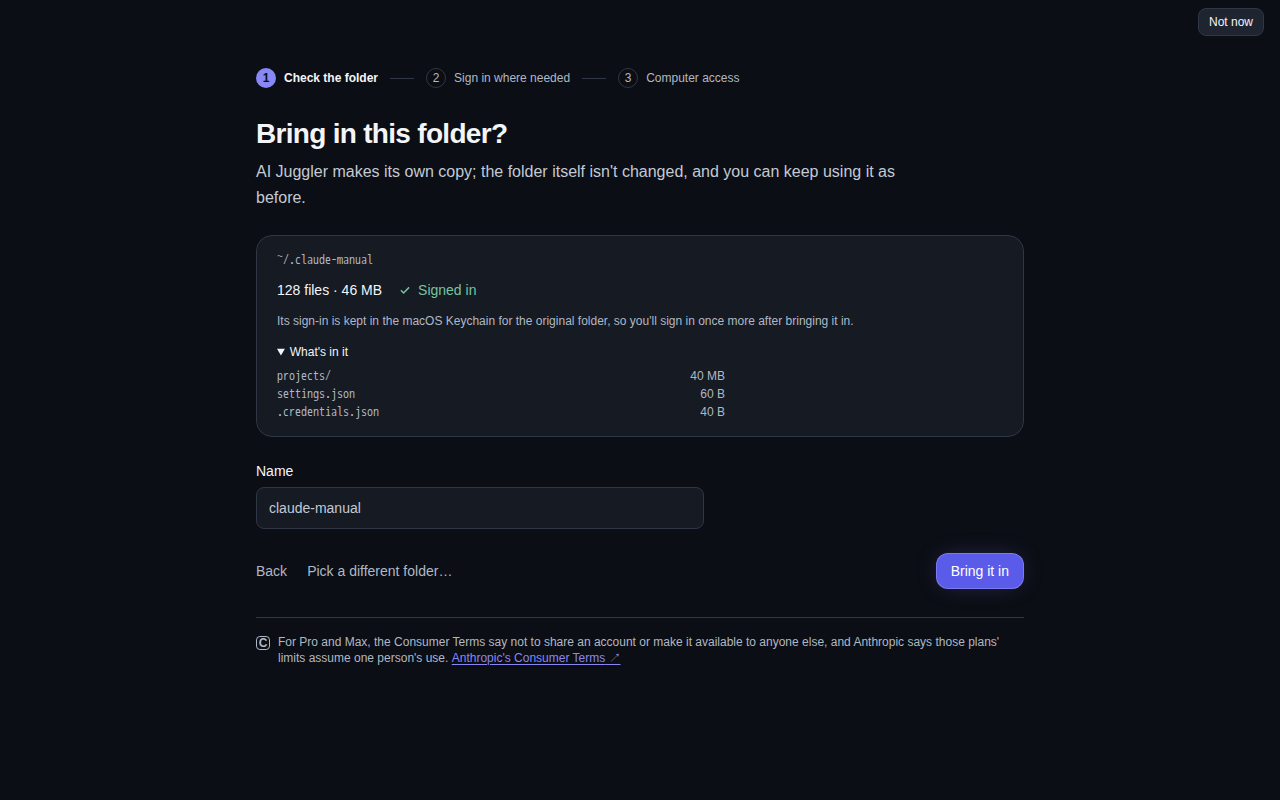 Not now
1 Check the folder
2 Sign in where needed
3 Computer access
Bring in this folder?
AI Juggler makes its own copy; the folder itself isn't changed, and you can keep using it as
before.
~/.claude-manual
128 files · 46 MB ✓ Signed in
Its sign-in is kept in the macOS Keychain for the original folder, so you'll sign in once more after bringing it in.
▼ What's in it
projects/ 40 MB
settings.json 60 B
.credentials.json 40 B
Name
claude-manual
Back Pick a different folder…
Bring it in
C For Pro and Max, the Consumer Terms say not to share an account or make it available to anyone else, and Anthropic says those plans'
limits assume one person's use. Anthropic's Consumer Terms ↗